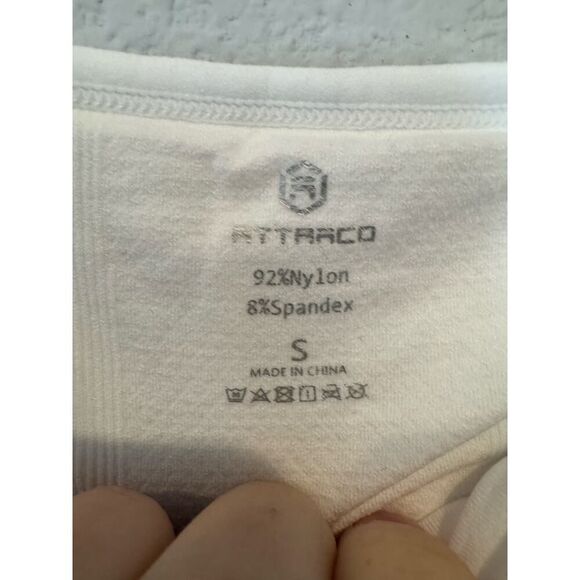 ATTRACO
92%Nylon
8%Spandex
S
MADE IN CHINA